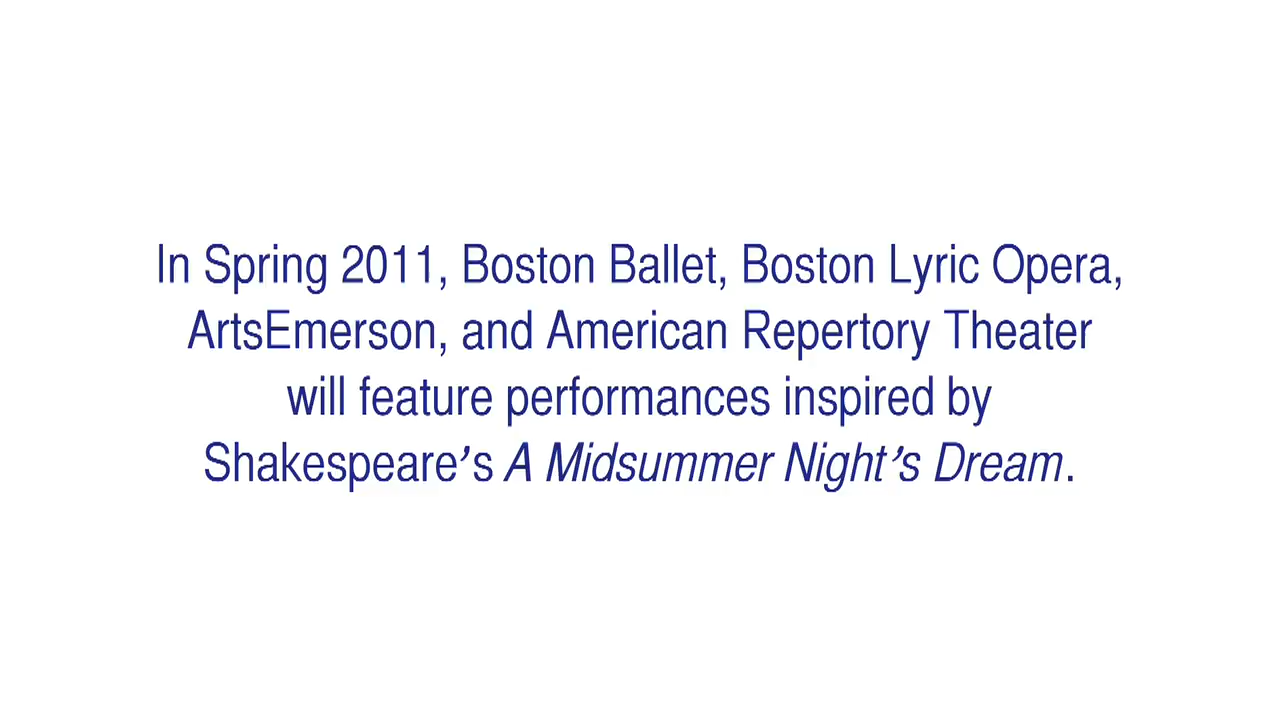 In Spring 2011, Boston Ballet, Boston Lyric Opera,
ArtsEmerson, and American Repertory Theater
will feature performances inspired by
Shakespeare’s A Midsummer Night’s Dream.